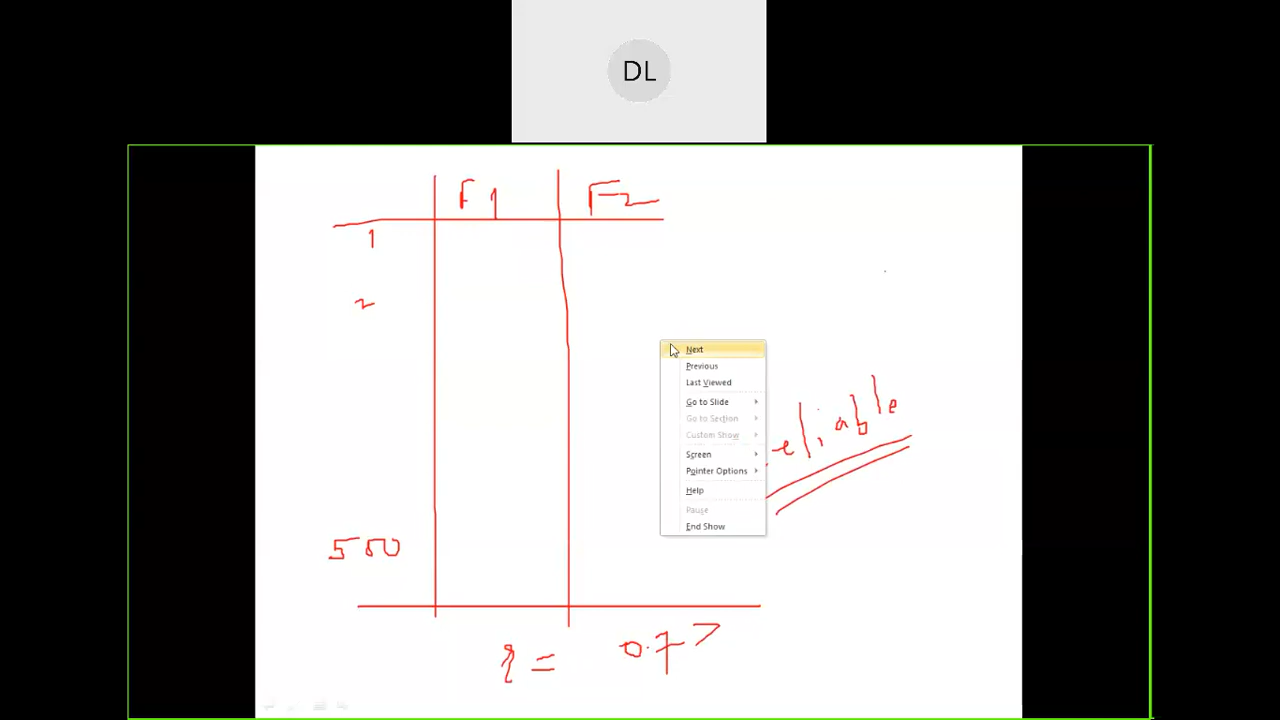 DL
F1 F2
1
2
Next
Previous
Last Viewed
Go to Slide
Go to Section
Custom Show
eliable
Screen
Pointer Options
Help
Pause
End Show
500
r = 0.77